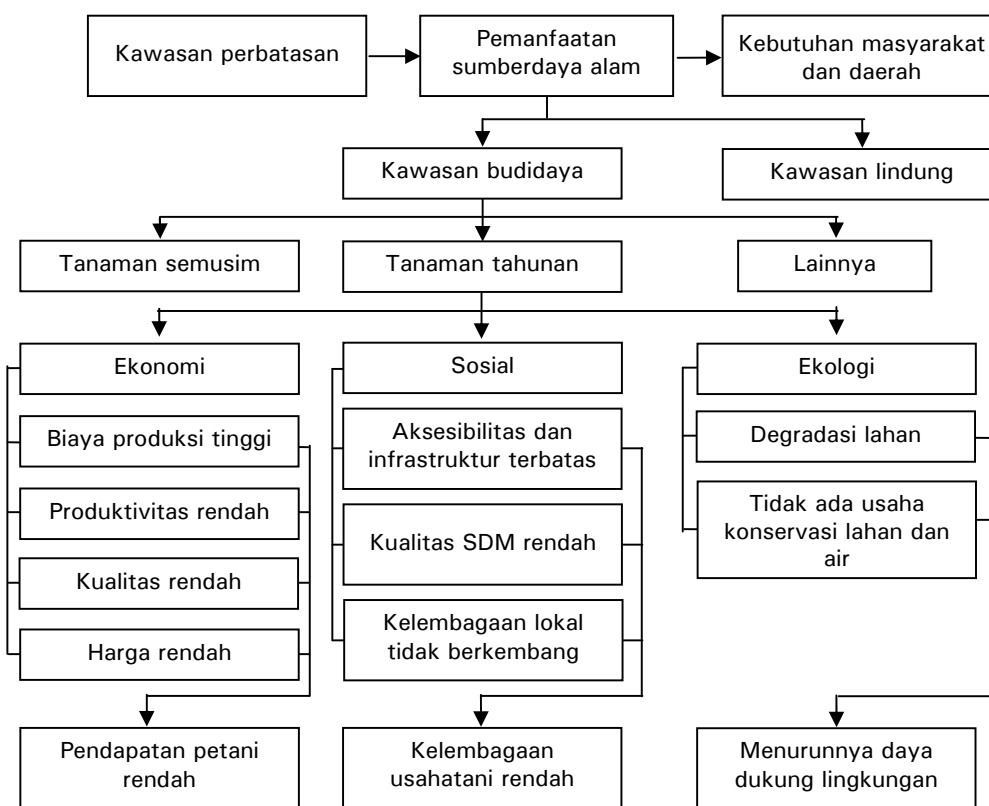 Kawasan perbatasan
Pemanfaatan
sumberdaya alam
Kebutuhan masyarakat
dan daerah
Kawasan budidaya
Kawasan lindung
Tanaman semusim
Tanaman tahunan
Lainnya
Ekonomi
Sosial
Ekologi
Biaya produksi tinggi
Aksesibilitas dan
infrastruktur terbatas
Degradasi lahan
Produktivitas rendah
Kualitas SDM rendah
Tidak ada usaha
konservasi lahan dan
air
Kualitas rendah
Kelembagaan lokal
tidak berkembang
Harga rendah
Pendapatan petani
rendah
Kelembagaan
usahatani rendah
Menurunnya daya
dukung lingkungan